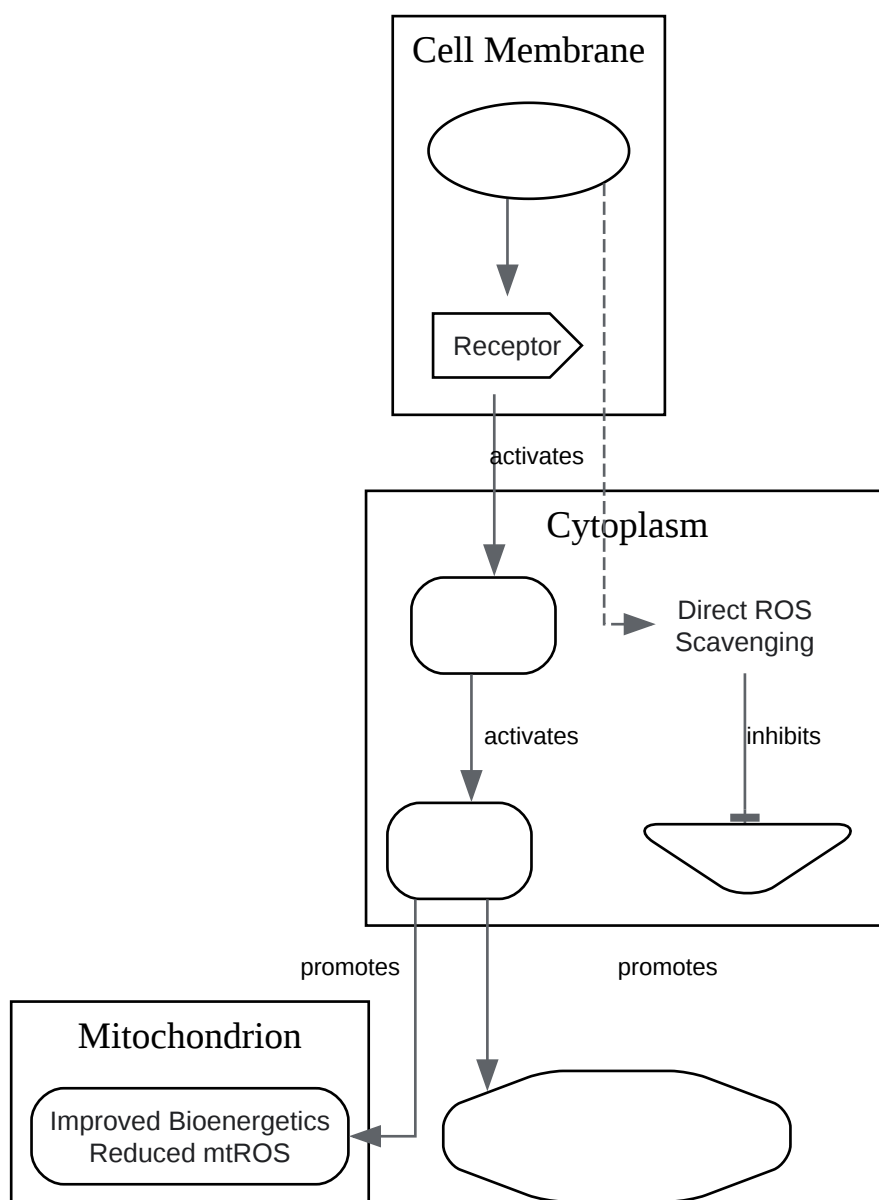 Cell Membrane
Receptor
activates
Cytoplasm
Direct ROS
Scavenging
activates
inhibits
promotes
promotes
Mitochondrion
Improved Bioenergetics
Reduced mtROS